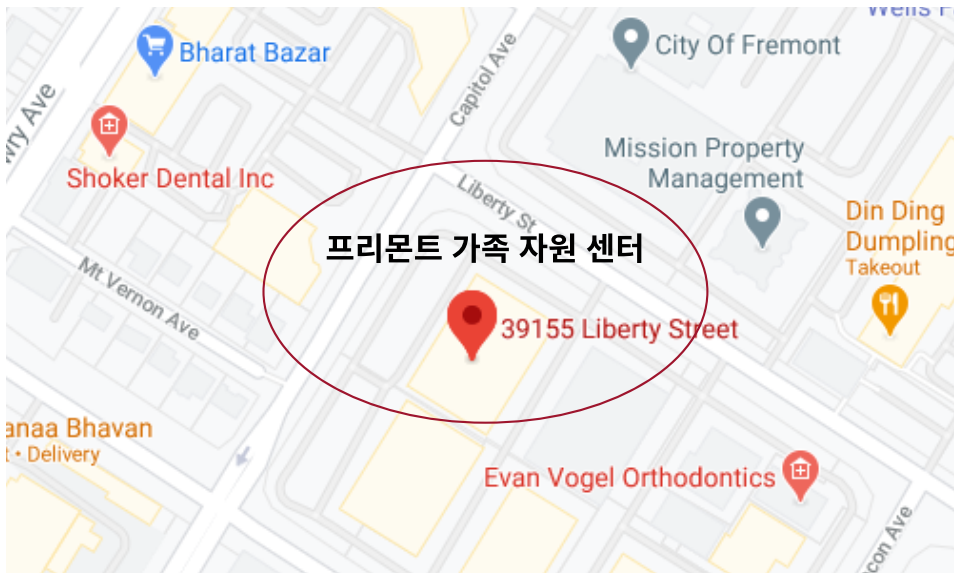 Wells F
Bharat Bazar
City Of Fremont
Capitol Ave
wry Ave
Shoker Dental Inc
Mission Property
Management
Liberty St
Din Ding
Dumpling
Takeout
프리몬트 가족 자원 센터
Mt Vernon Ave
39155 Liberty Street
anaa Bhavan
t • Delivery
Evan Vogel Orthodontics
con Ave